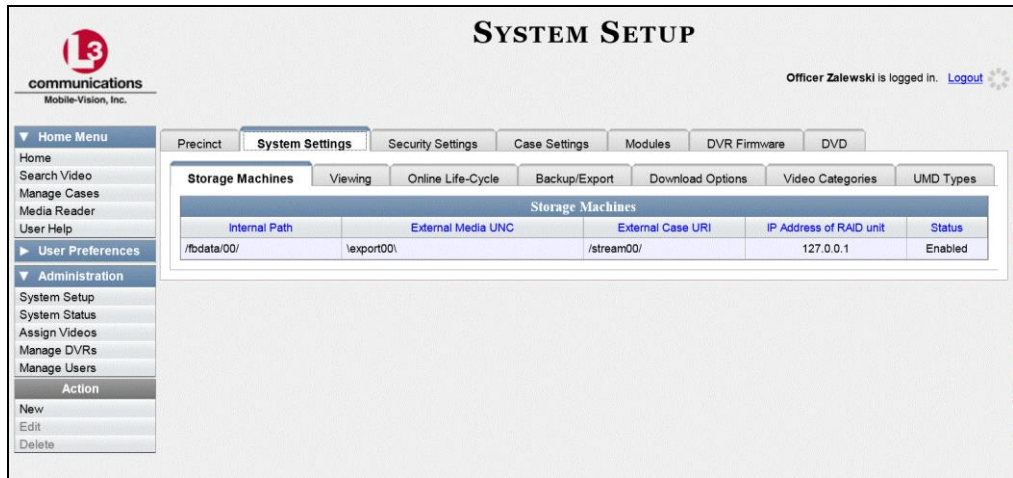 SYSTEM SETUP
L3
communications
Mobile-Vision, Inc.
Officer Zalewski is logged in. Logout
▼ Home Menu
Home
Search Video
Manage Cases
Media Reader
User Help
▶ User Preferences
▼ Administration
System Setup
System Status
Assign Videos
Manage DVRs
Manage Users
Action
New
Edit
Delete
Precinct System Settings Security Settings Case Settings Modules DVR Firmware DVD
Storage Machines Viewing Online Life-Cycle Backup/Export Download Options Video Categories UMD Types
Storage Machines
Internal Path External Media UNC External Case URI IP Address of RAID unit Status
/fbdata/00/ \export00\ /stream00/ 127.0.0.1 Enabled